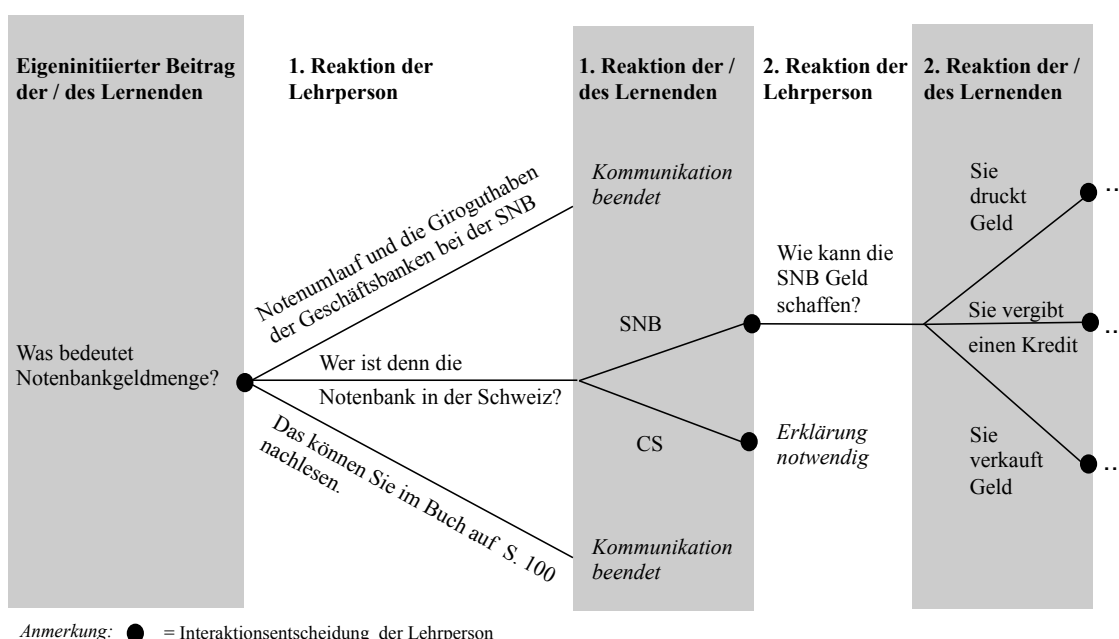 Eigeninitiierter Beitrag
der / des Lernenden
1. Reaktion der
Lehrperson
1. Reaktion der /
des Lernenden
2. Reaktion der
Lehrperson
2. Reaktion der /
des Lernenden
Was bedeutet
Notenbankgeldmenge?
Notenumlauf und die Giroguthaben
der Geschäftsbanken bei der SNB
Wer ist denn die
Notenbank in der Schweiz?
Das können Sie im Buch auf S. 100
nachlesen.
Kommunikation
beendet
SNB
CS
Kommunikation
beendet
Wie kann die
SNB Geld
schaffen?
Erklärung
notwendig
Sie
druckt
Geld
...
Sie vergibt
einen Kredit
...
Sie
verkauft
Geld
...
Anmerkung: ● = Interaktionsentscheidung der Lehrperson